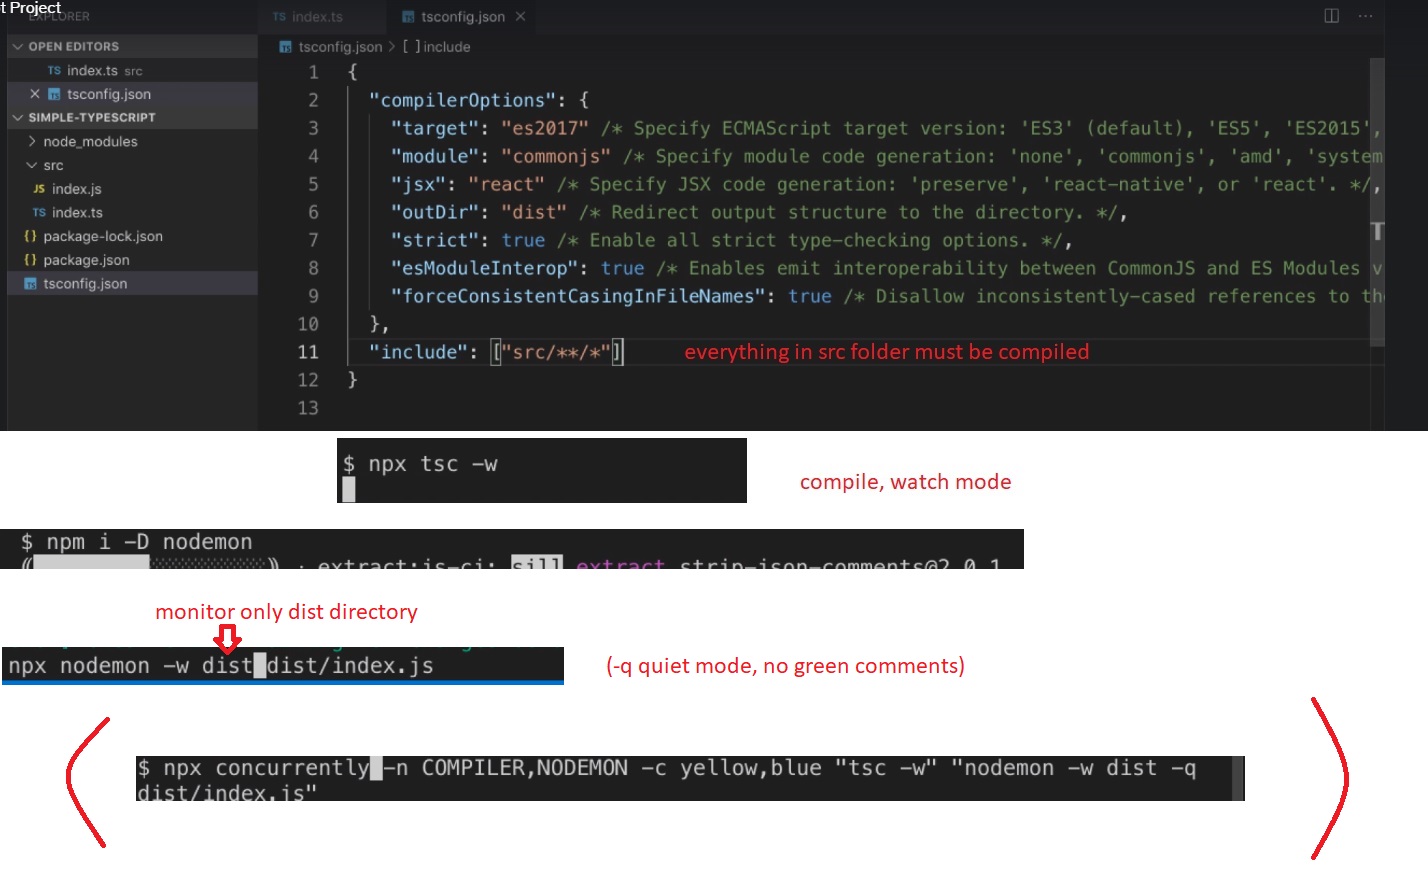 t Project
EXPLORER
OPEN EDITORS
TS index.ts src
tsconfig.json
SIMPLE-TYPESCRIPT
node_modules
src
JS index.js
TS index.ts
{} package-lock.json
{} package.json
tsconfig.json
TS index.ts
tsconfig.json
tsconfig.json > [ ] include
1 {
2 "compilerOptions": {
3 "target": "es2017" /* Specify ECMAScript target version: 'ES3' (default), 'ES5', 'ES2015',
4 "module": "commonjs" /* Specify module code generation: 'none', 'commonjs', 'amd', 'system
5 "jsx": "react" /* Specify JSX code generation: 'preserve', 'react-native', or 'react'. */,
6 "outDir": "dist" /* Redirect output structure to the directory. */,
7 "strict": true /* Enable all strict type-checking options. */,
8 "esModuleInterop": true /* Enables emit interoperability between CommonJS and ES Modules v
9 "forceConsistentCasingInFileNames": true /* Disallow inconsistently-cased references to th
10 },
11 "include": ["src/**/*"] everything in src folder must be compiled
12 }
13
$ npx tsc -w
compile, watch mode
$ npm i -D nodemon
extract:is-ci: sill extract strip-json-comments@2.0.1
monitor only dist directory
npx nodemon -w dist dist/index.js (-q quiet mode, no green comments)
$ npx concurrently -n COMPILER,NODEMON -c yellow,blue "tsc -w" "nodemon -w dist -q
dist/index.js"